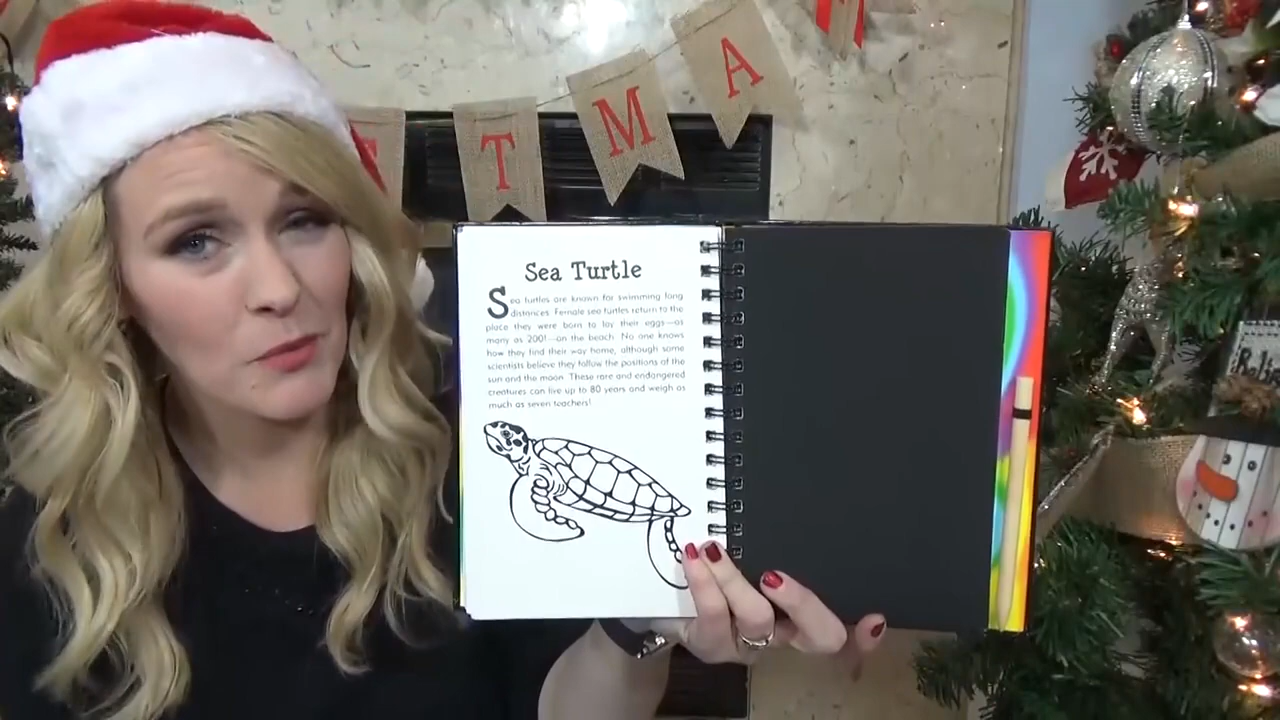 T M A
Sea Turtle
Sea turtles are known for swimming long
distances. Female sea turtles return to the
place they were born to lay their eggs—as
many as 200!—on the beach. No one knows
how they find their way home, although some
scientists believe they follow the positions of the
sun and the moon. These rare and endangered
creatures can live up to 80 years and weigh as
much as seven teachers!